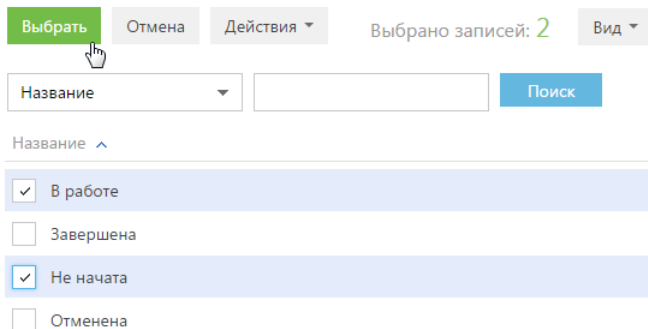 Выбрать Отмена Действия Выбрано записей: 2 Вид
Название Поиск
Название
В работе
Завершена
Не начата
Отменена